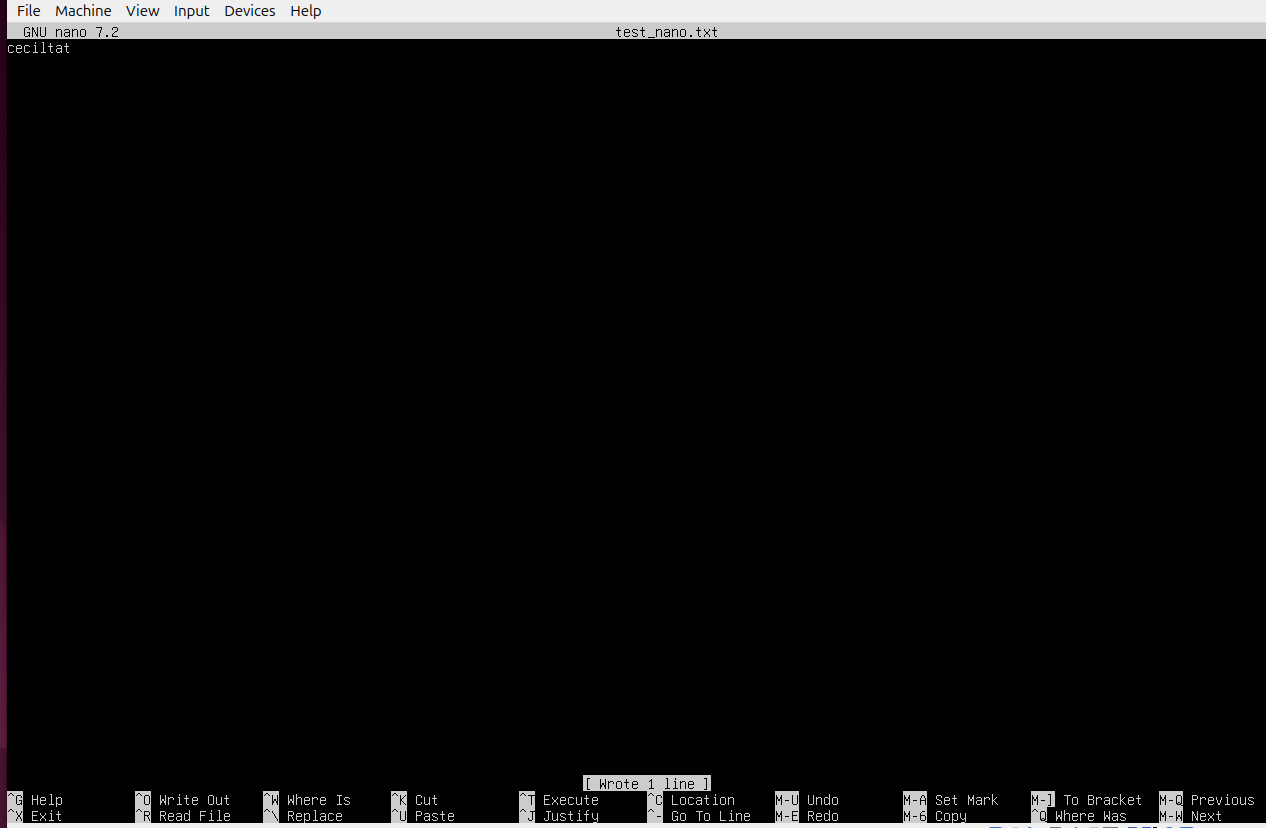 File Machine View Input Devices Help
GNU nano 7.2 test_nano.txt
ceciltat
[ Wrote 1 line ]
^G Help ^O Write Out ^W Where Is ^K Cut ^T Execute ^C Location M-U Undo M-A Set Mark M-] To Bracket M-Q Previous
^X Exit ^R Read File ^\ Replace ^U Paste ^J Justify ^- Go To Line M-E Redo M-6 Copy ^Q Where Was M-W Next